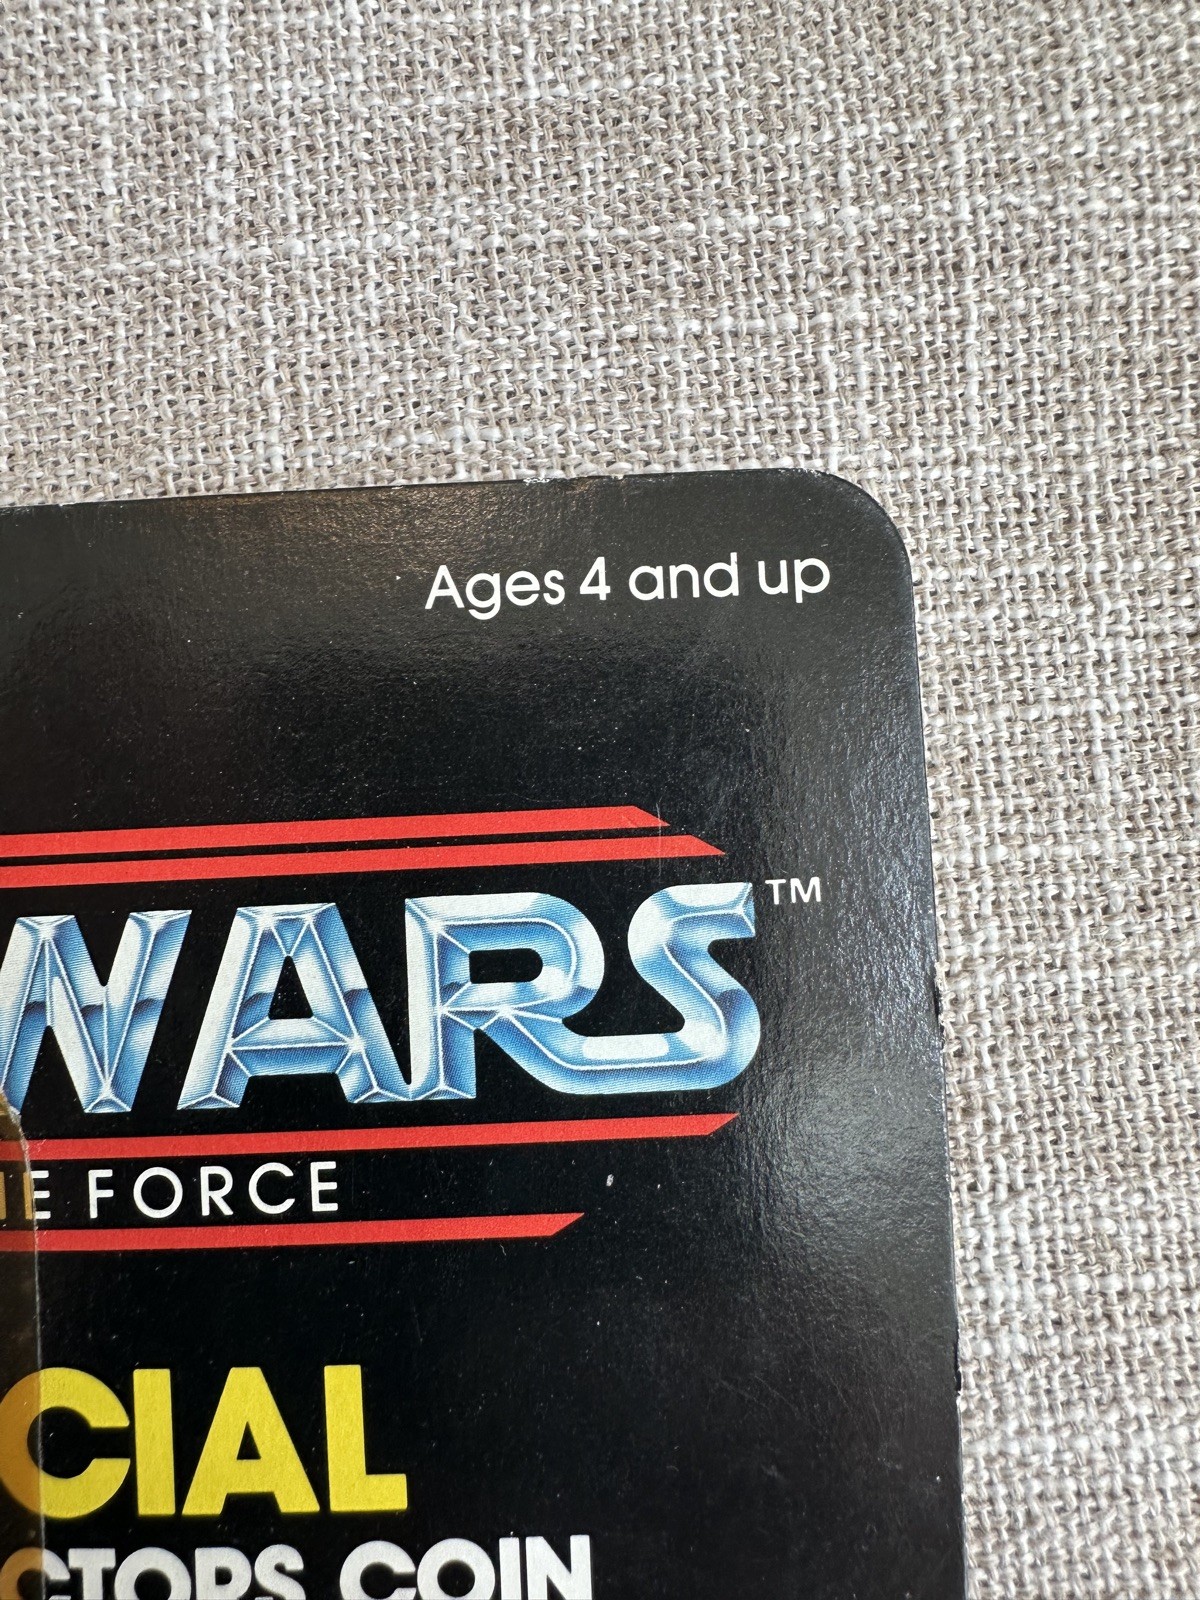 Ages 4 and up
WARS™
E FORCE
CIAL
CTORS COIN